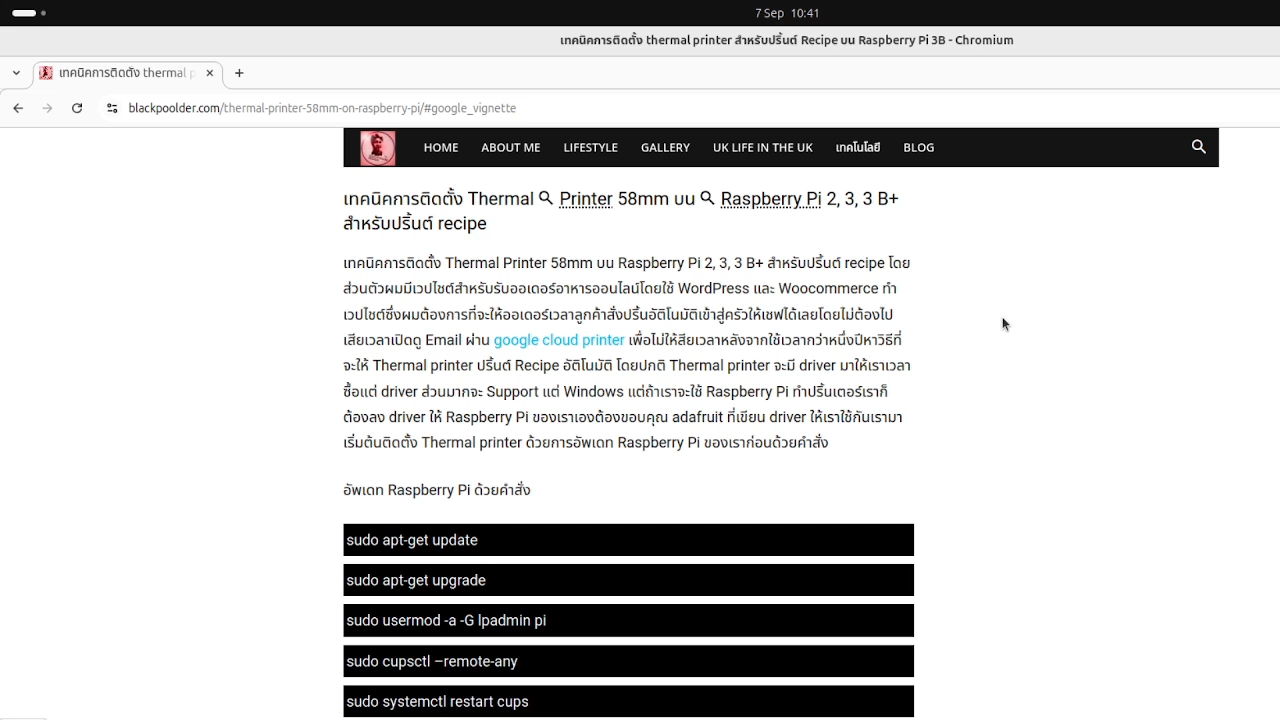 7 Sep 10:41
เทคนิคการติดตั้ง thermal printer สำหรับปริ้นต์ Recipe บน Raspberry Pi 3B - Chromium
เทคนิคการติดตั้ง thermal p
blackpoolder.com/thermal-printer-58mm-on-raspberry-pi/#google_vignette
HOME ABOUT ME LIFESTYLE GALLERY UK LIFE IN THE UK เทคโนโลยี BLOG
เทคนิคการติดตั้ง Thermal Printer 58mm บน Raspberry Pi 2, 3, 3 B+
สำหรับปริ้นต์ recipe
เทคนิคการติดตั้ง Thermal Printer 58mm บน Raspberry Pi 2, 3, 3 B+ สำหรับปริ้นต์ recipe โดย
ส่วนตัวผมมีเวปไซต์สำหรับรับออเดอร์อาหารออนไลน์โดยใช้ WordPress และ Woocommerce ทำ
เวปไซต์ซึ่งผมต้องการที่จะให้ออเดอร์เวลาลูกค้าสั่งปริ้นอัติโนมัติเข้าสู่ครัวให้เชฟได้เลยโดยไม่ต้องไป
เสียเวลาเปิดดู Email ผ่าน google cloud printer เพื่อไม่ให้สียเวลาหลังจากใช้เวลากว่าหนึ่งปีหาวิธีที่
จะให้ Thermal printer ปริ้นต์ Recipe อัติโนมัติ โดยปกติ Thermal printer จะมี driver มาให้เราเวลา
ซื้อแต่ driver ส่วนมากจะ Support แต่ Windows แต่ถ้าเราจะใช้ Raspberry Pi ทำปริ้นเตอร์เราก็
ต้องลง driver ให้ Raspberry Pi ของเราเองต้องขอบคุณ adafruit ที่เขียน driver ให้เราใช้กันเรามา
เริ่มต้นติดตั้ง Thermal printer ด้วยการอัพเดท Raspberry Pi ของเราก่อนด้วยคำสั่ง
อัพเดท Raspberry Pi ด้วยคำสั่ง
sudo apt-get update
sudo apt-get upgrade
sudo usermod -a -G lpadmin pi
sudo cupsctl –remote-any
sudo systemctl restart cups